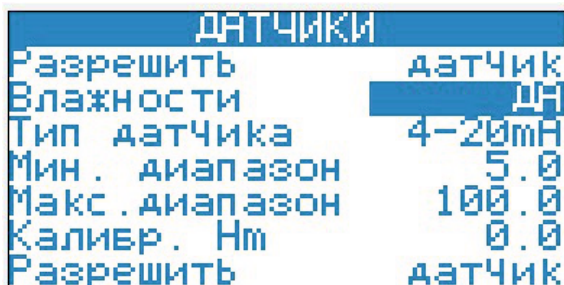 ДАТЧИКИ
Разрешить датчик
Влажности ДА
Тип датчика 4-20mA
Мин. диапазон 5.0
Макс.диапазон 100.0
Калибр. Hm 0.0
Разрешить датчик